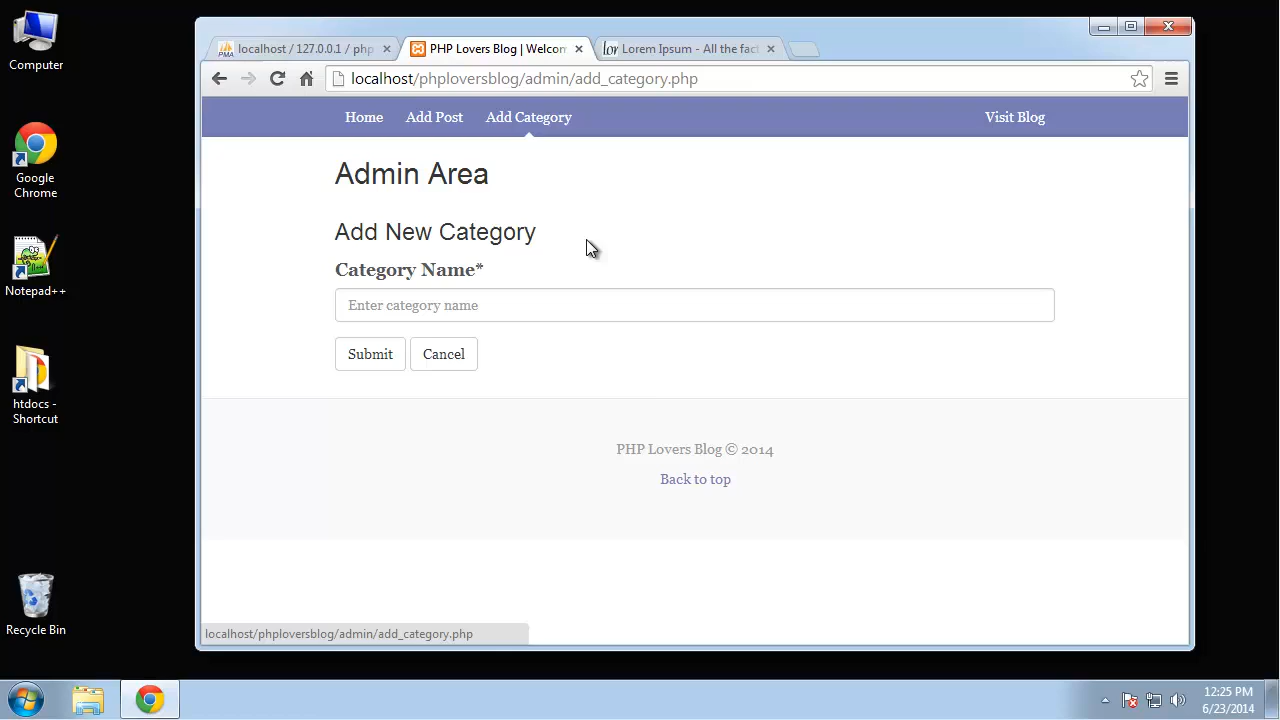 Computer
Google
Chrome
Notepad++
htdocs -
Shortcut
Recycle Bin
localhost / 127.0.0.1 / php
PHP Lovers Blog | Welcom
Lorem Ipsum - All the fac
localhost/phploversblog/admin/add_category.php
Home Add Post Add Category Visit Blog
Admin Area
Add New Category
Category Name*
Enter category name
Submit Cancel
PHP Lovers Blog © 2014
Back to top
localhost/phploversblog/admin/add_category.php
12:25 PM
6/23/2014